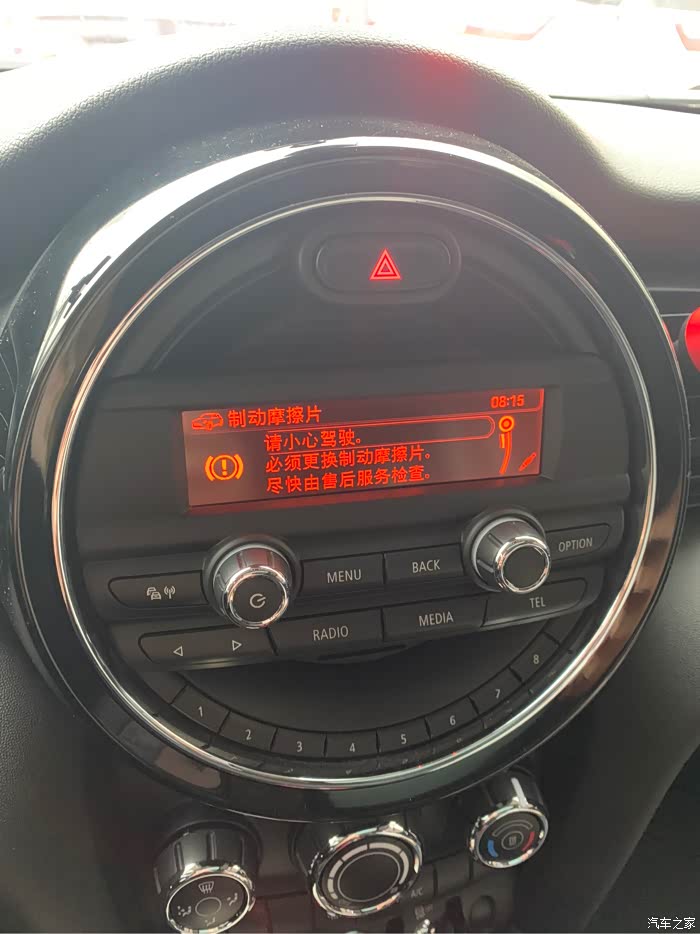 制动摩擦片 08:15
请小心驾驶。
必须更换制动摩擦片。
尽快由售后服务检查。
MENU BACK OPTION
RADIO MEDIA TEL
1 2 3 4 5 6 7 8
A/C
汽车之家